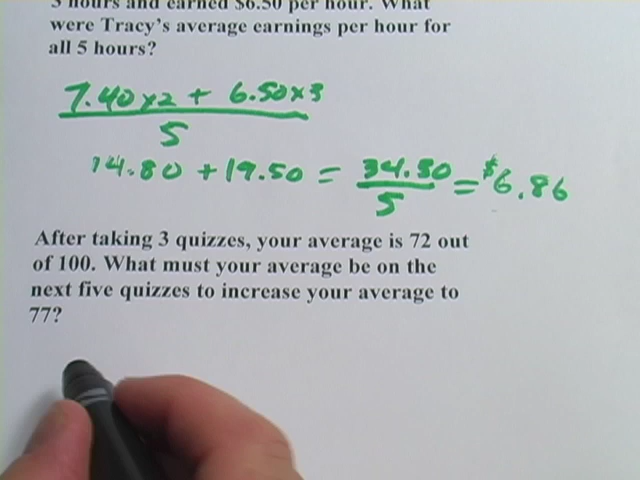 3 hours and earned $6.50 per hour. What
were Tracy's average earnings per hour for
all 5 hours?
7.40x2 + 6.50x3
5
14.80 + 19.50 = 34.30 = $6.86
5
After taking 3 quizzes, your average is 72 out
of 100. What must your average be on the
next five quizzes to increase your average to
77?